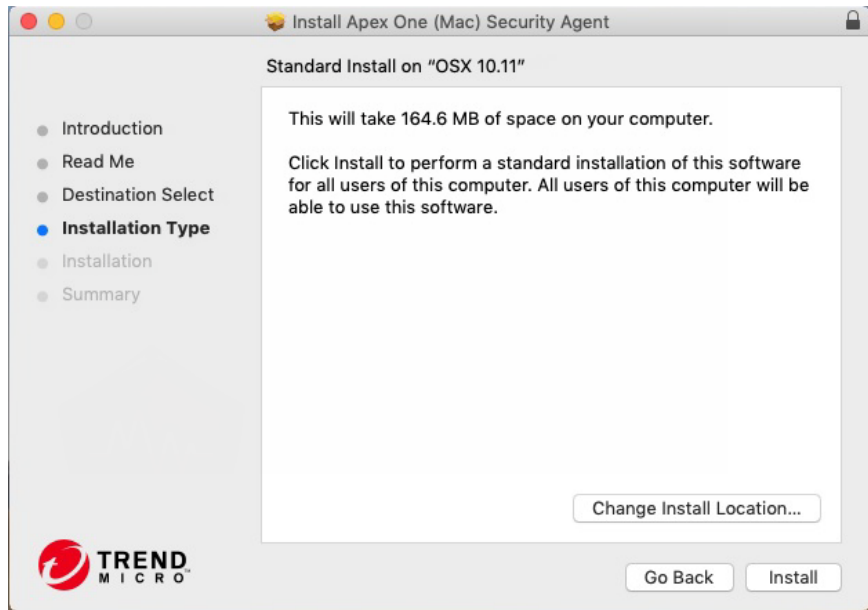 Install Apex One (Mac) Security Agent
Standard Install on “OSX 10.11”
Introduction
Read Me
Destination Select
Installation Type
Installation
Summary
This will take 164.6 MB of space on your computer.
Click Install to perform a standard installation of this software
for all users of this computer. All users of this computer will be
able to use this software.
Change Install Location...
TREND
MICRO™
Go Back
Install